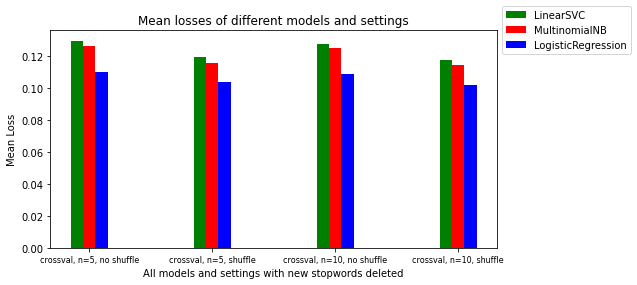 Mean losses of different models and settings
LinearSVC
MultinomialNB
LogisticRegression
Mean Loss
0.12
0.10
0.08
0.06
0.04
0.02
0.00
crossval, n=5, no shuffle
crossval, n=5, shuffle
crossval, n=10, no shuffle
crossval, n=10, shuffle
All models and settings with new stopwords deleted